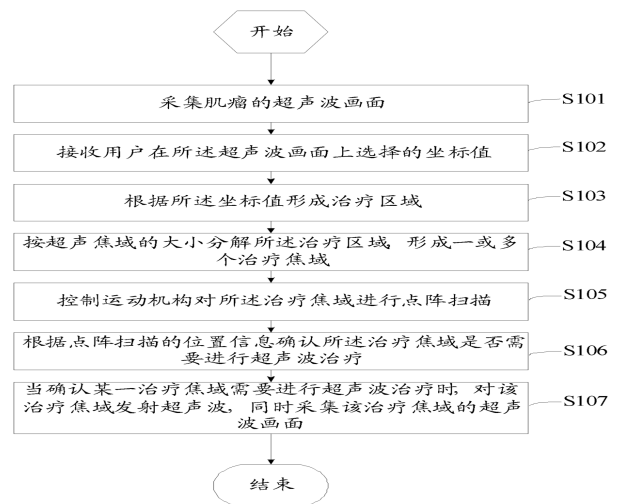 开始
采集肌瘤的超声波画面
S101
接收用户在所述超声波画面上选择的坐标值
S102
根据所述坐标值形成治疗区域
S103
按超声焦域的大小分解所述治疗区域,形成一或多
个治疗焦域
S104
控制运动机构对所述治疗焦域进行点阵扫描
S105
根据点阵扫描的位置信息确认所述治疗焦域是否需
要进行超声波治疗
S106
当确认某一治疗焦域需要进行超声波治疗时,对该
治疗焦域发射超声波,同时采集该治疗焦域的超声
波画面
S107
结束